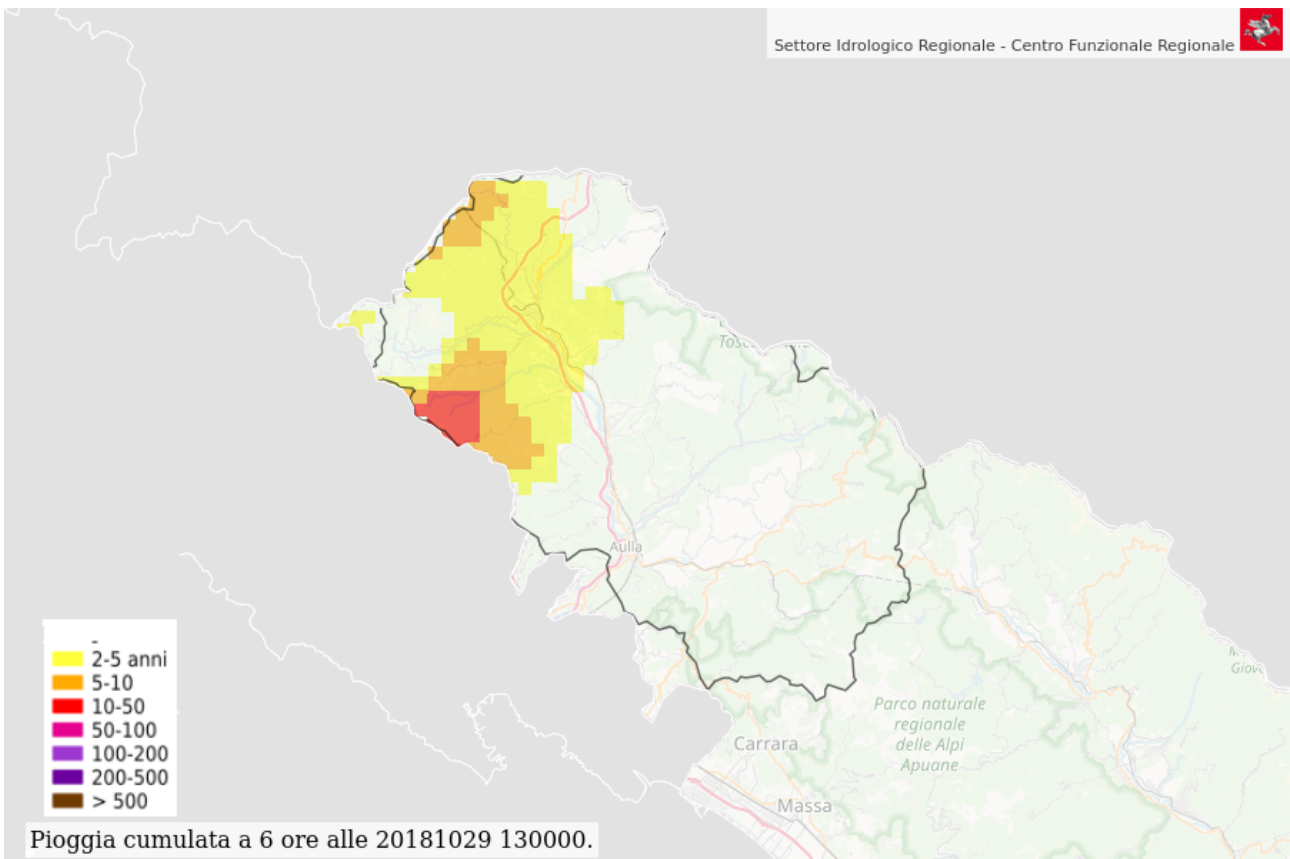 Settore Idrologico Regionale - Centro Funzionale Regionale
Aulla
Parco naturale
regionale
delle Alpi
Apuane
Carrara
Massa
-
2-5 anni
5-10
10-50
50-100
100-200
200-500
> 500
Pioggia cumulata a 6 ore alle 20181029 130000.